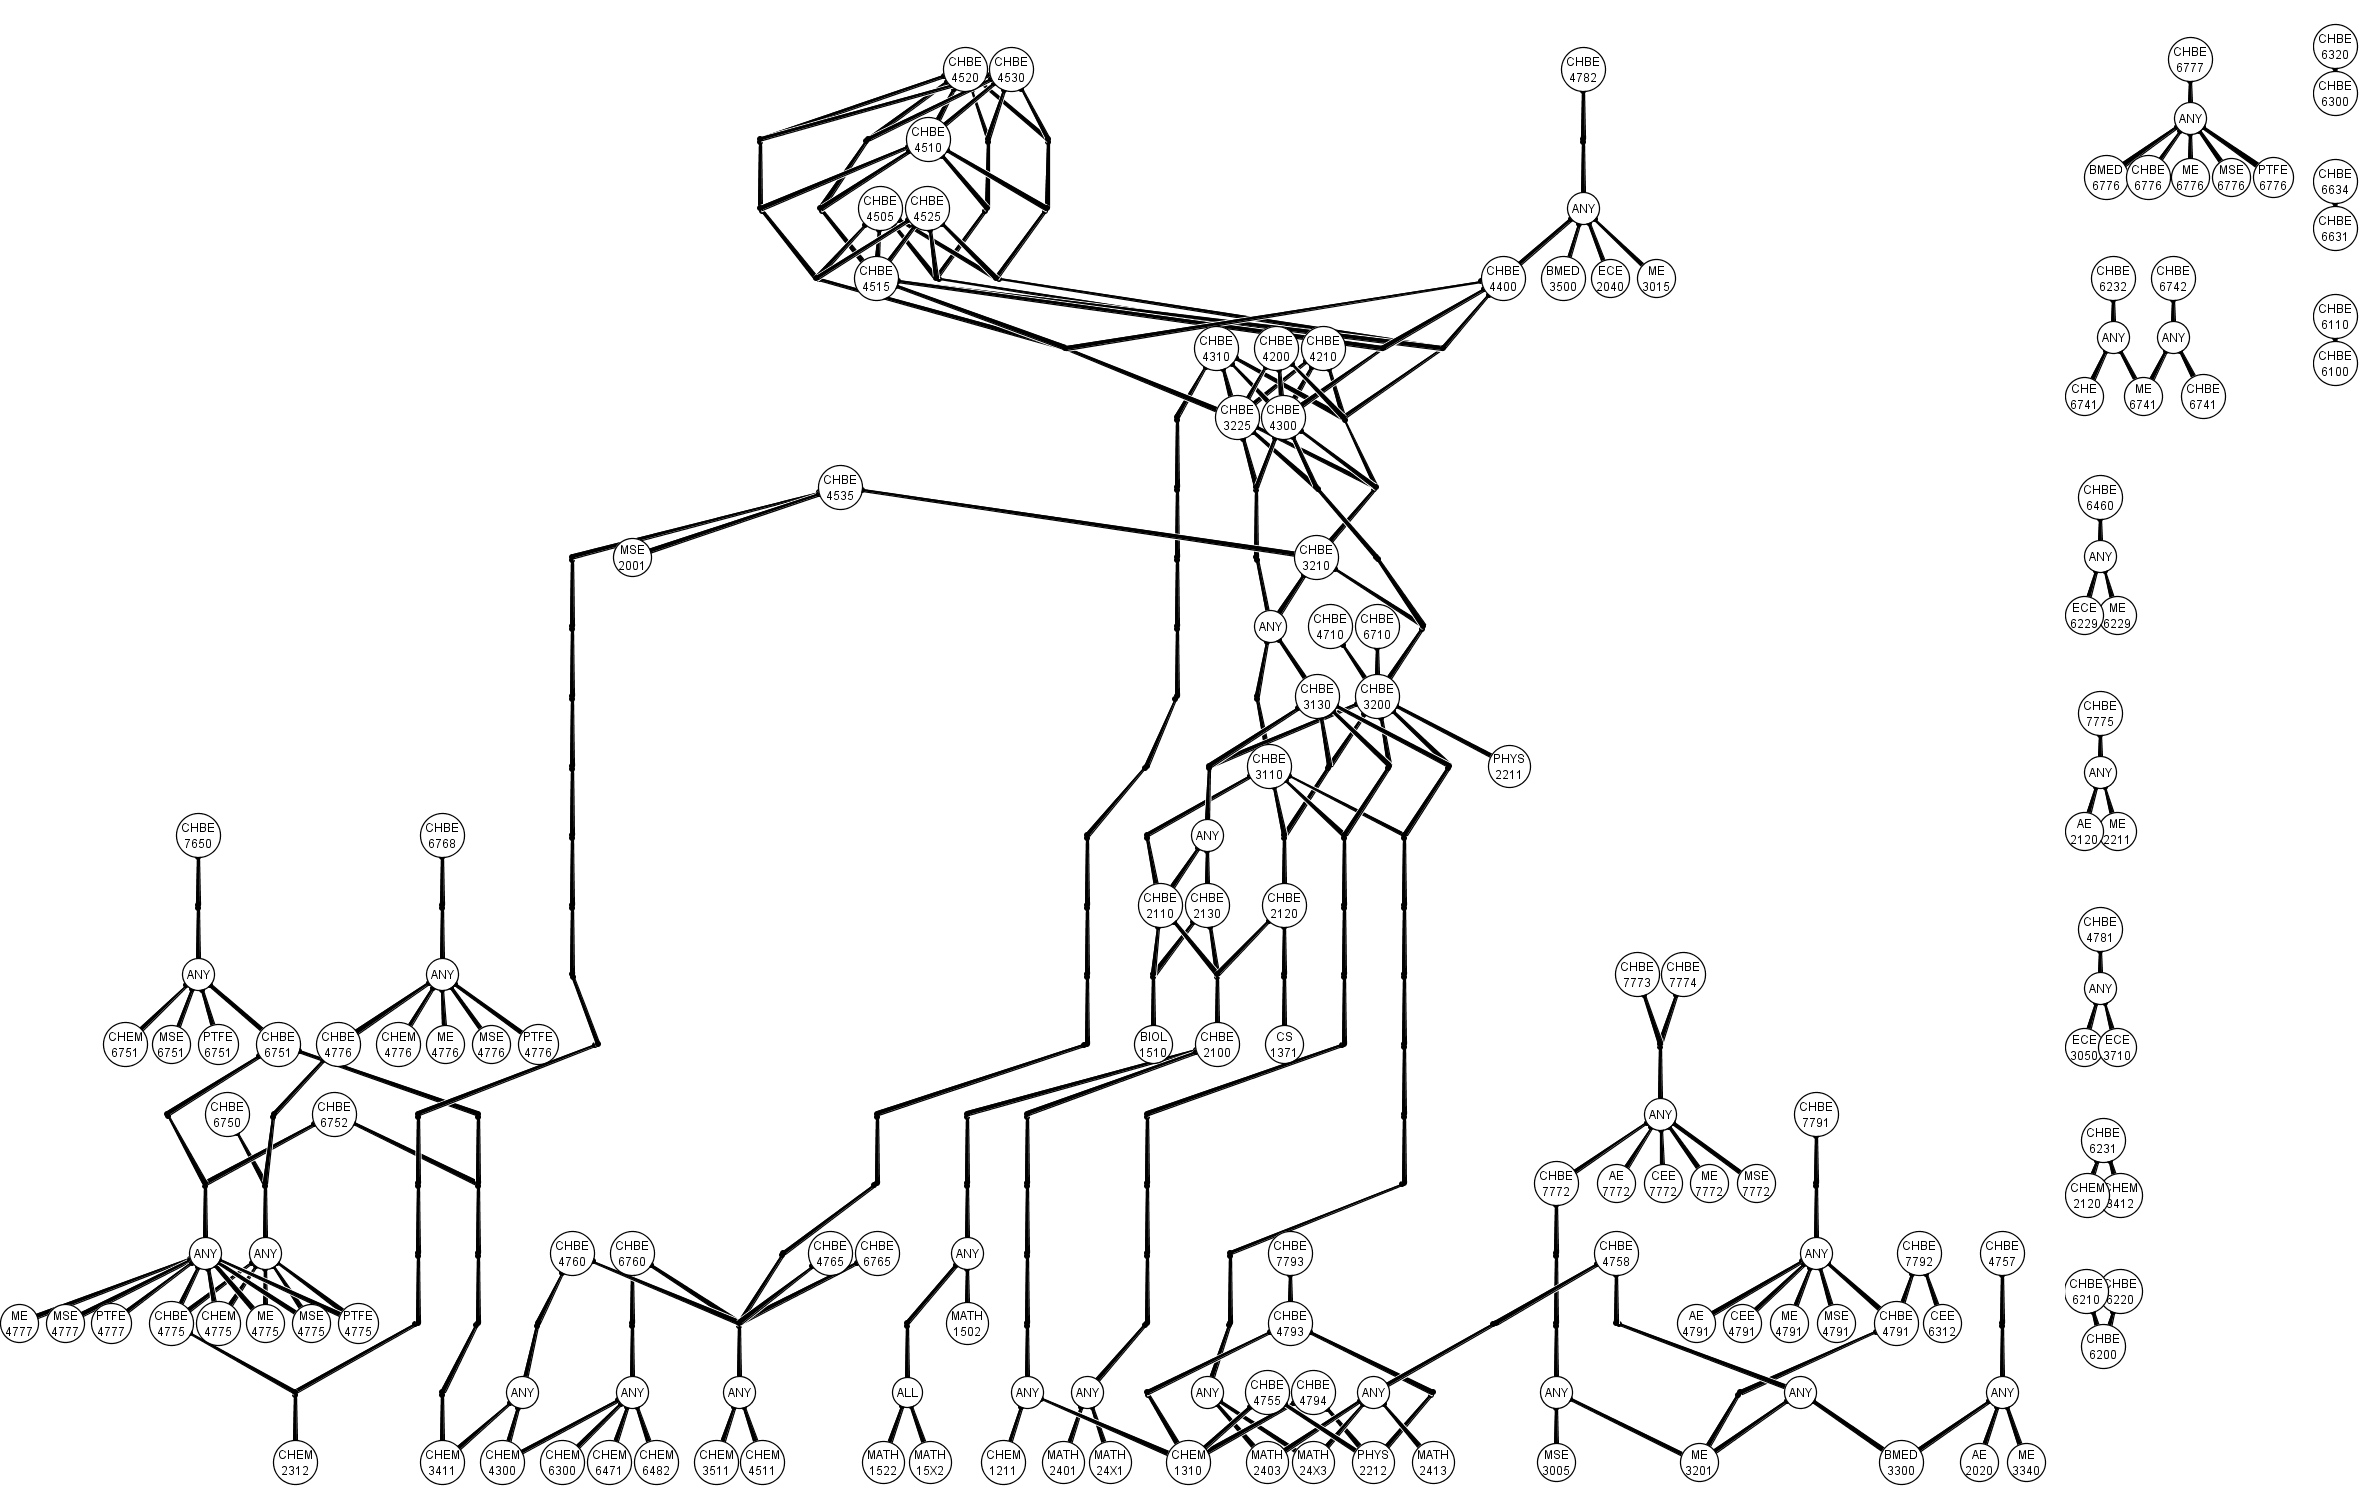 CHBE
4520
CHBE
4530
CHBE
4782
CHBE
6777
CHBE
6320
CHBE
6300
ANY
CHBE
4510
BMED
6776
CHBE
6776
ME
6776
MSE
6776
PTFE
6776
CHBE
6634
CHBE
6631
CHBE
4505
CHBE
4525
ANY
CHBE
4515
CHBE
4400
BMED
3500
ECE
2040
ME
3015
CHBE
6232
CHBE
6742
CHBE
6110
CHBE
6100
ANY
ANY
CHE
6741
ME
6741
CHBE
6741
CHBE
4310
CHBE
4200
CHBE
4210
CHBE
3225
CHBE
4300
CHBE
4535
CHBE
6460
MSE
2001
CHBE
3210
ANY
ECE
6229
ME
6229
ANY
CHBE
4710
CHBE
6710
CHBE
3130
CHBE
3200
CHBE
7775
CHBE
3110
PHYS
2211
ANY
AE
2120
ME
2211
CHBE
7650
CHBE
6768
ANY
CHBE
2110
CHBE
2130
CHBE
2120
CHBE
4781
ANY
ANY
CHBE
7773
CHBE
7774
ANY
CHEM
6751
MSE
6751
PTFE
6751
CHBE
6751
CHBE
4776
CHEM
4776
ME
4776
MSE
4776
PTFE
4776
BIOL
1510
CHBE
2100
CS
1371
ECE
3050
ECE
3710
CHBE
6750
CHBE
6752
ANY
CHBE
7791
CHBE
6231
CHEM
2120
CHEM
3412
CHBE
7772
AE
7772
CEE
7772
ME
7772
MSE
7772
ANY
ANY
CHBE
4760
CHBE
6760
CHBE
4765
CHBE
6765
ANY
CHBE
7793
CHBE
4758
ANY
CHBE
7792
CHBE
4757
CHBE
6210
CHBE
6220
CHBE
6200
ME
4777
MSE
4777
PTFE
4777
CHBE
4775
CHEM
4775
ME
4775
MSE
4775
PTFE
4775
MATH
1502
CHBE
4793
AE
4791
CEE
4791
ME
4791
MSE
4791
CHBE
4791
CEE
6312
ANY
ANY
ANY
ALL
ANY
ANY
ANY
CHBE
4755
CHBE
4794
ANY
ANY
ANY
ANY
CHEM
2312
CHEM
3411
CHEM
4300
CHEM
6300
CHEM
6471
CHEM
6482
CHEM
3511
CHEM
4511
MATH
1522
MATH
15X2
CHEM
1211
MATH
2401
MATH
24X1
CHEM
1310
MATH
2403
MATH
24X3
PHYS
2212
MATH
2413
MSE
3005
ME
3201
BMED
3300
AE
2020
ME
3340